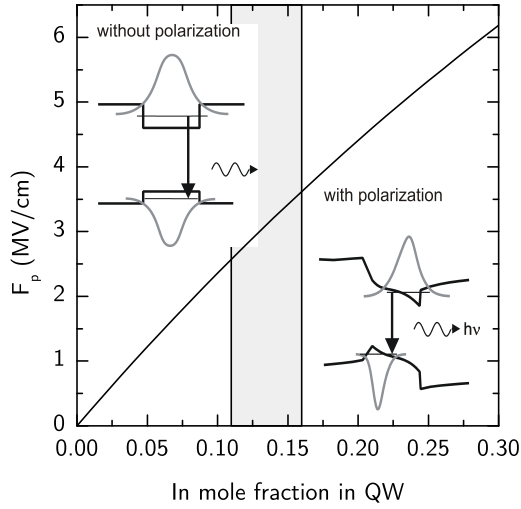 6
5
4
3
2
1
0
F_p (MV/cm)
without polarization
with polarization
hν
0.00 0.05 0.10 0.15 0.20 0.25 0.30
In mole fraction in QW